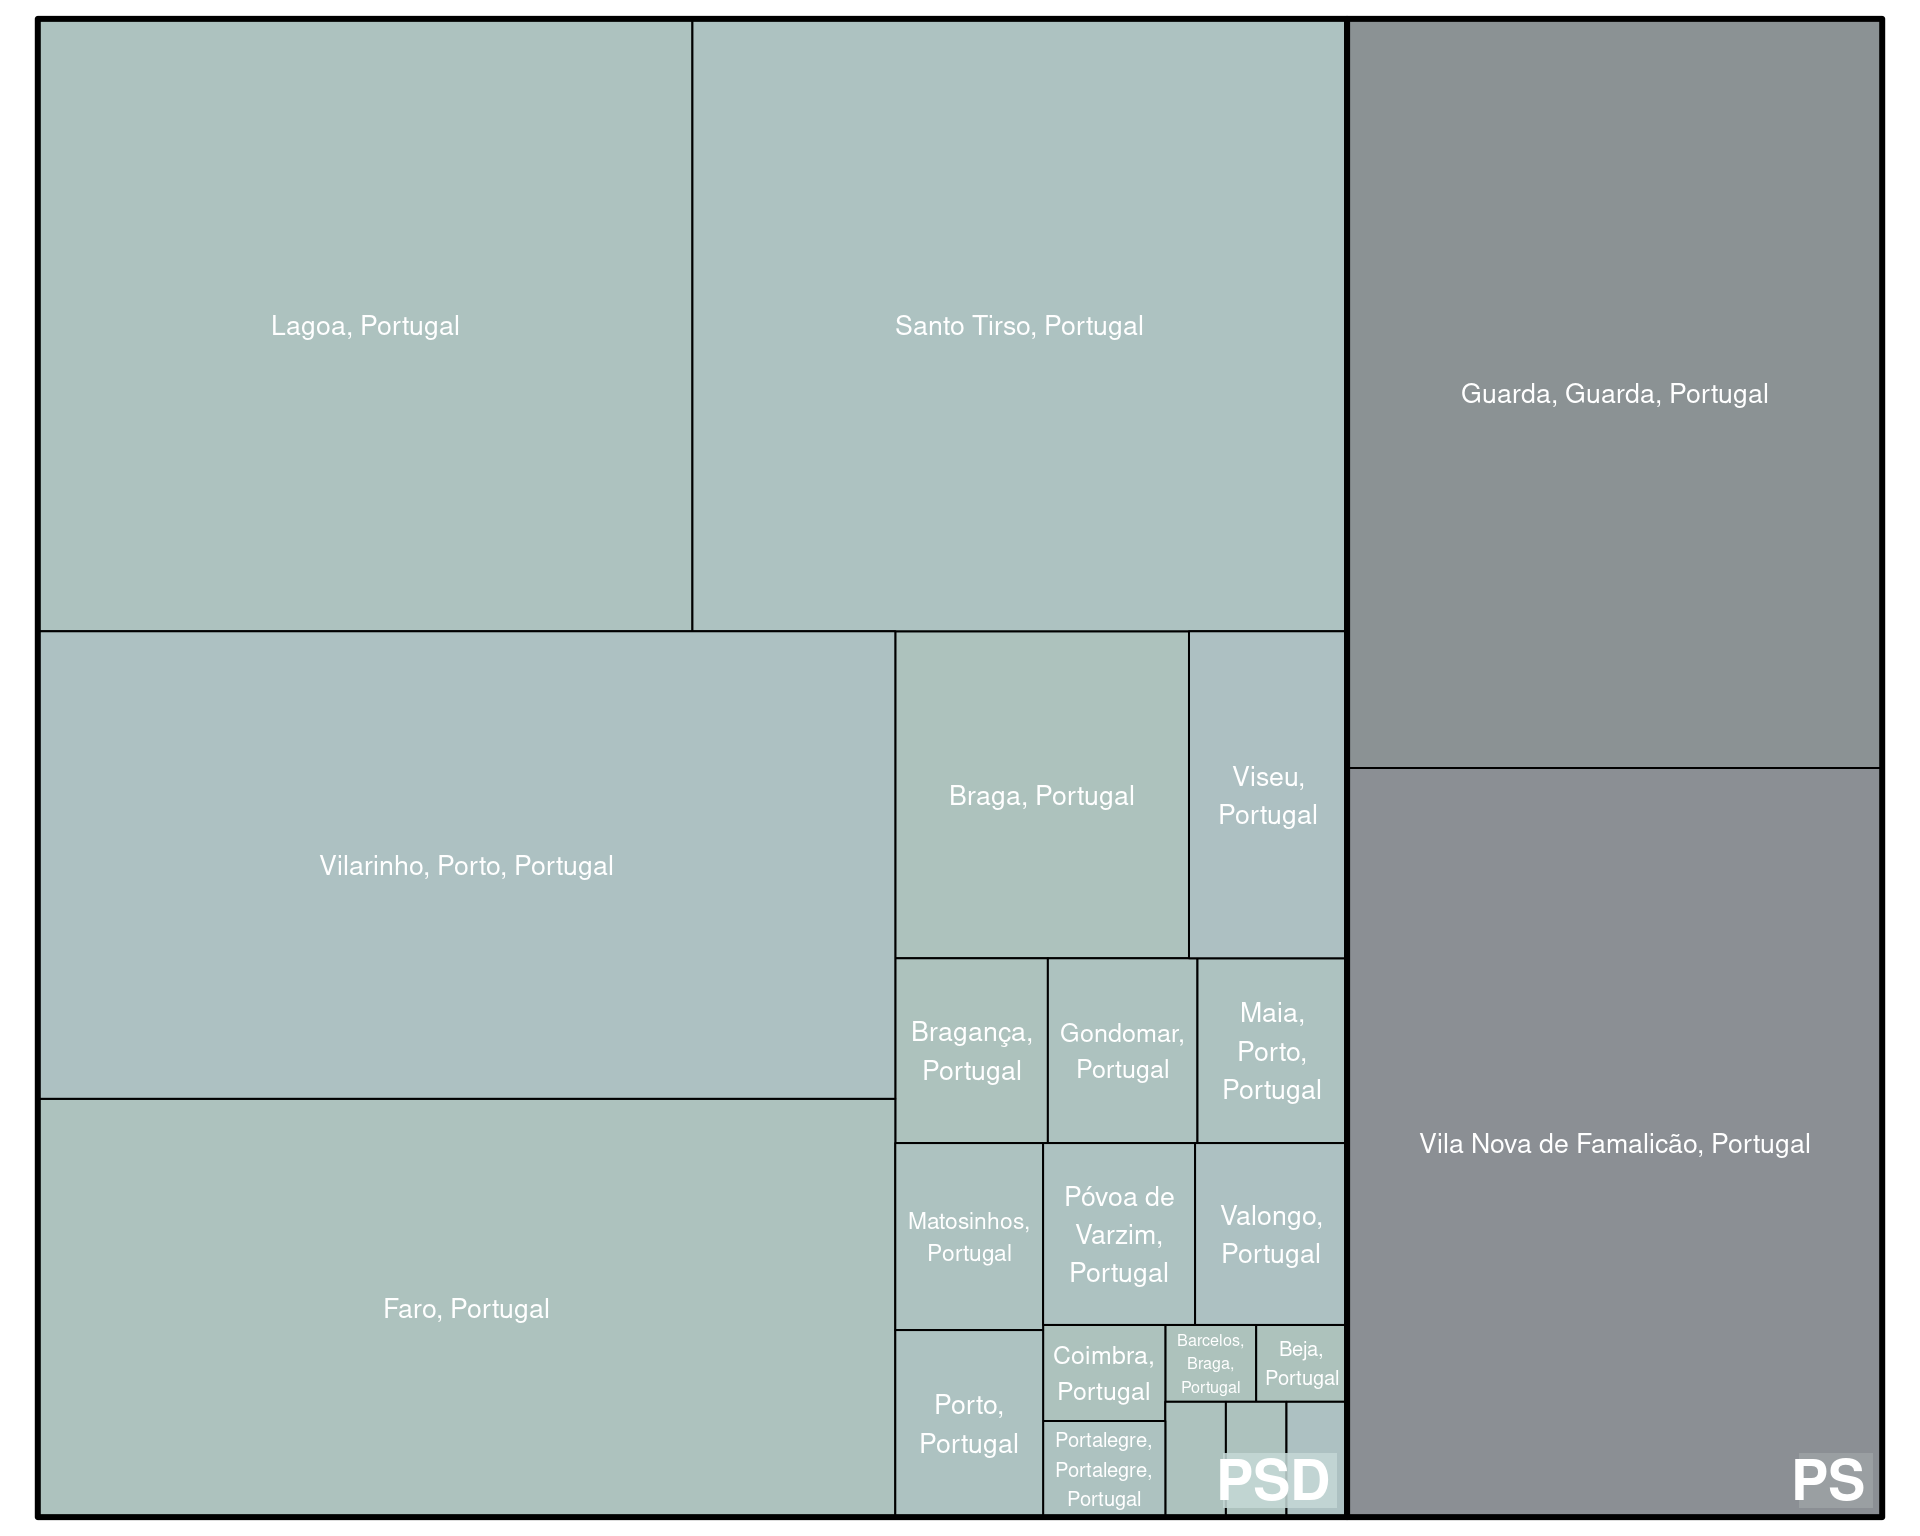 Lagoa, Portugal
Santo Tirso, Portugal
Guarda, Guarda, Portugal
Vilarinho, Porto, Portugal
Braga, Portugal
Viseu,
Portugal
Bragança,
Portugal
Gondomar,
Portugal
Maia,
Porto,
Portugal
Vila Nova de Famalicão, Portugal
Matosinhos,
Portugal
Póvoa de
Varzim,
Portugal
Valongo,
Portugal
Faro, Portugal
Porto,
Portugal
Coimbra,
Portugal
Barcelos,
Braga,
Portugal
Beja,
Portugal
Portalegre,
Portalegre,
Portugal
PSD
PS